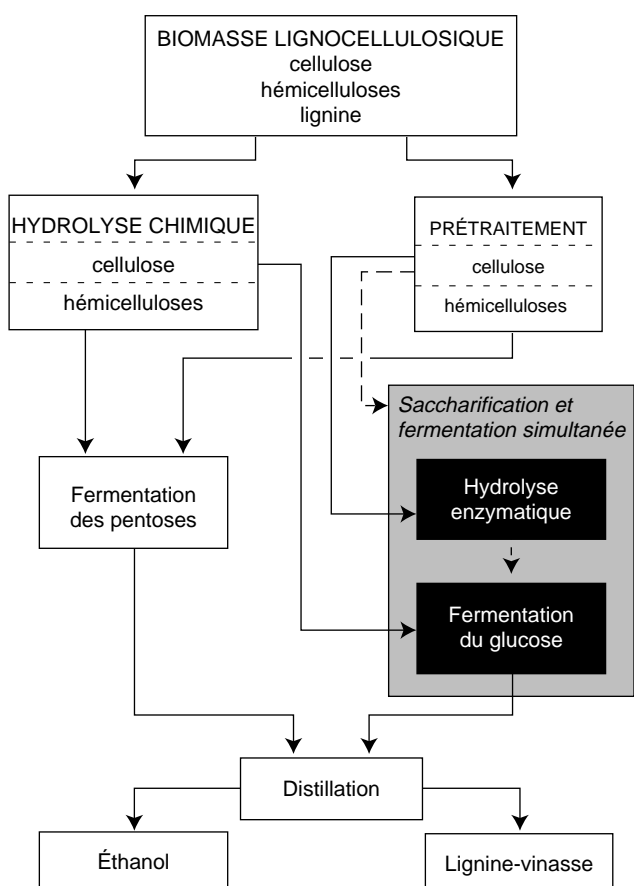 BIOMASSE LIGNOCELLULOSIQUE
cellulose
hémicelluloses
lignine
HYDROLYSE CHIMIQUE
cellulose
hémicelluloses
PRÉTRAITEMENT
cellulose
hémicelluloses
Saccharification et
fermentation simultanée
Fermentation
des pentoses
Hydrolyse
enzymatique
Fermentation
du glucose
Distillation
Éthanol
Lignine-vinasse